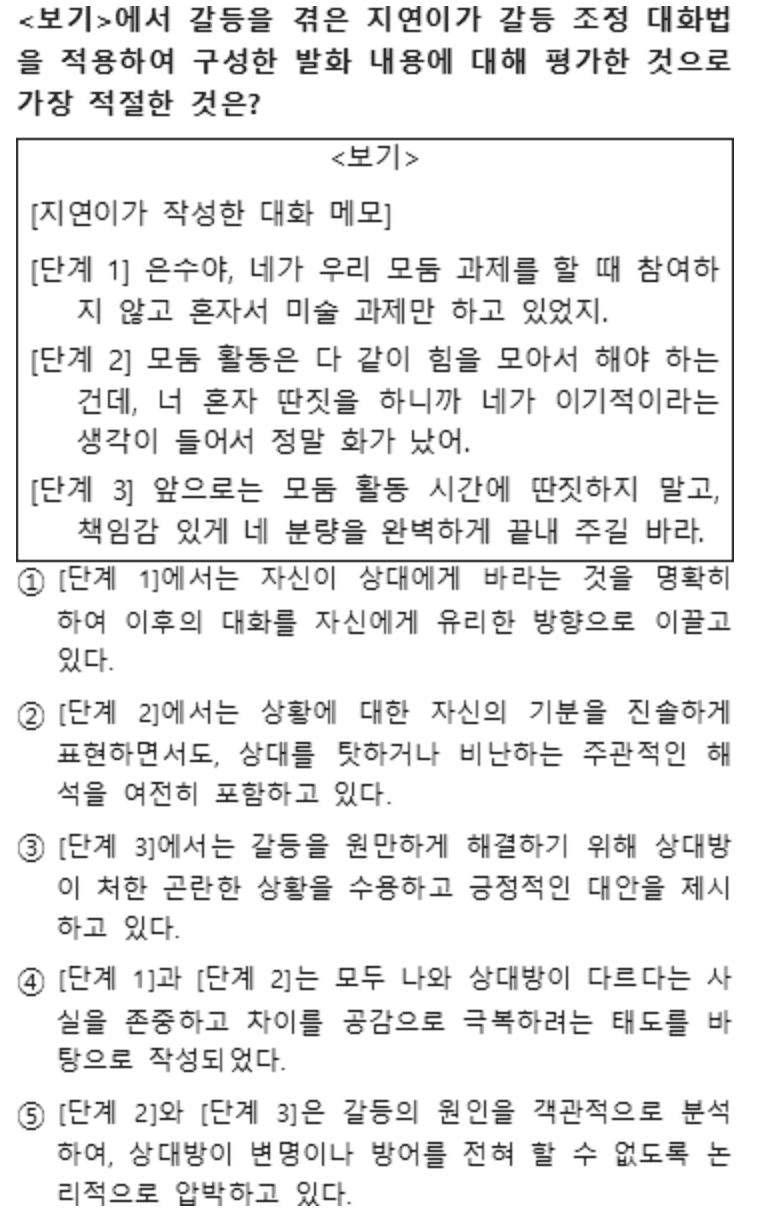 <보기>에서 갈등을 겪은 지연이가 갈등 조정 대화법
을 적용하여 구성한 발화 내용에 대해 평가한 것으로
가장 적절한 것은?
<보기>
[지연이가 작성한 대화 메모]
[단계 1] 은수야, 네가 우리 모둠 과제를 할 때 참여하
지 않고 혼자서 미술 과제만 하고 있었지.
[단계 2] 모둠 활동은 다 같이 힘을 모아서 해야 하는
건데, 너 혼자 딴짓을 하니까 네가 이기적이라는
생각이 들어서 정말 화가 났어.
[단계 3] 앞으로는 모둠 활동 시간에 딴짓하지 말고,
책임감 있게 네 분량을 완벽하게 끝내 주길 바라.
① [단계 1]에서는 자신이 상대에게 바라는 것을 명확히
하여 이후의 대화를 자신에게 유리한 방향으로 이끌고
있다.
② [단계 2]에서는 상황에 대한 자신의 기분을 진솔하게
표현하면서도, 상대를 탓하거나 비난하는 주관적인 해
석을 여전히 포함하고 있다.
③ [단계 3]에서는 갈등을 원만하게 해결하기 위해 상대방
이 처한 곤란한 상황을 수용하고 긍정적인 대안을 제시
하고 있다.
④ [단계 1]과 [단계 2]는 모두 나와 상대방이 다르다는 사
실을 존중하고 차이를 공감으로 극복하려는 태도를 바
탕으로 작성되었다.
⑤ [단계 2]와 [단계 3]은 갈등의 원인을 객관적으로 분석
하여, 상대방이 변명이나 방어를 전혀 할 수 없도록 논
리적으로 압박하고 있다.